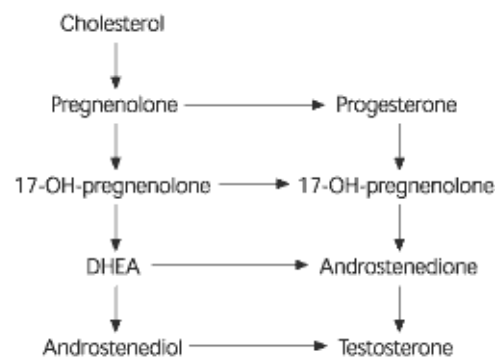 Cholesterol
Pregnenolone Progesterone
17-OH-pregnenolone 17-OH-pregnenolone
DHEA Androstenedione
Androstenediol Testosterone